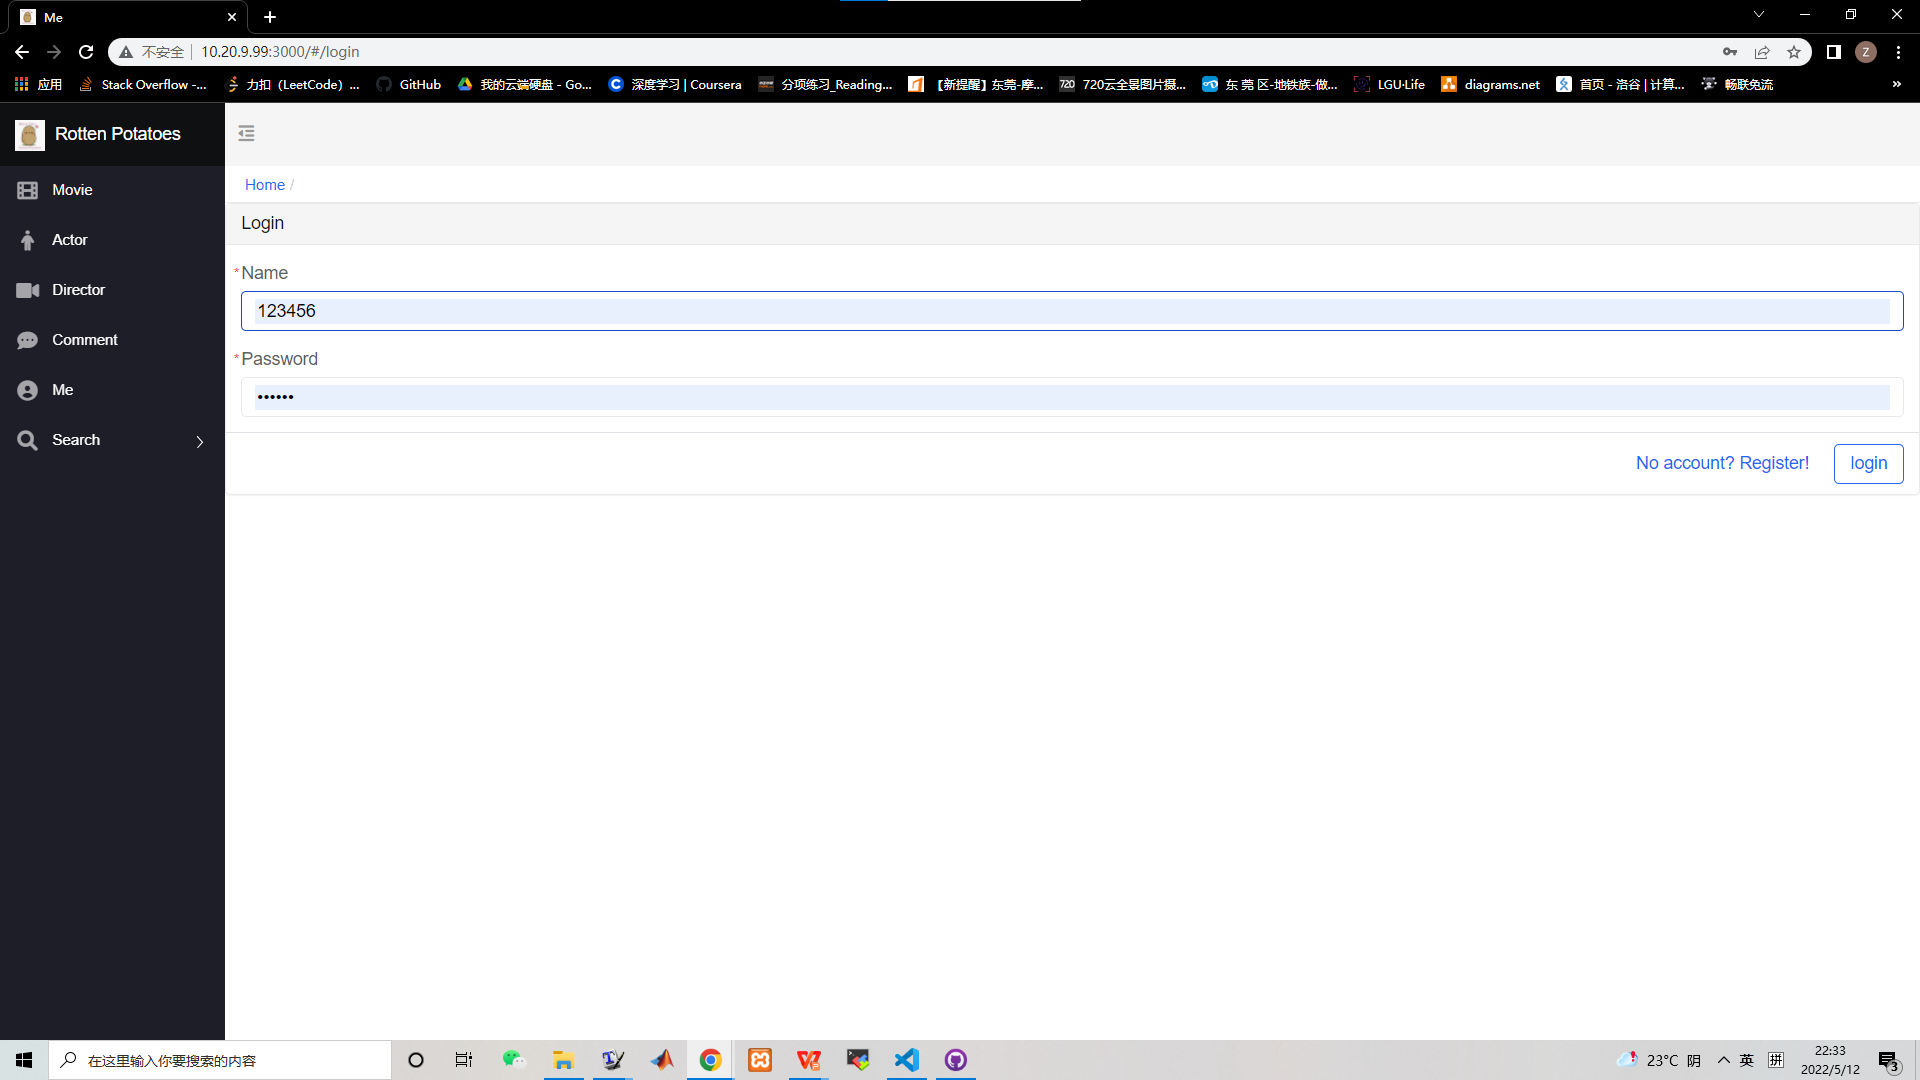 Me
不安全 10.20.9.99:3000/#/login
Z
应用 Stack Overflow -... 力扣（LeetCode）... GitHub 我的云端硬盘 - Go... 深度学习 | Coursera 分项练习_Reading... 【新提醒】东莞-摩... 720云全景图片摄... 东 莞 区-地铁族-做... LGU·Life diagrams.net 首页 - 洛谷 | 计算... 畅联免流 »
Rotten Potatoes
Home /
Movie
Login
Actor
*Name
Director
123456
Comment
*Password
Me
••••••
Search
No account? Register! login
在这里输入你要搜索的内容
23°C 阴 英 拼
22:33
2022/5/12
3